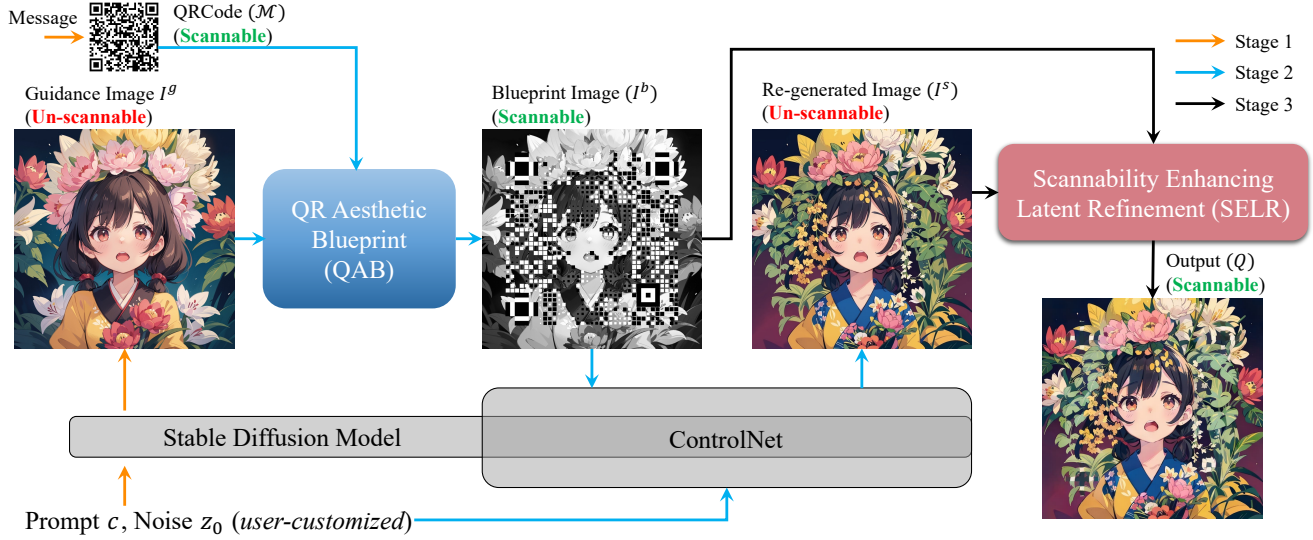 Message
QRCode (ℳ)
(Scannable)
Stage 1
Stage 2
Stage 3
Guidance Image I^g
(Un-scannable)
Blueprint Image (I^b)
(Scannable)
Re-generated Image (I^s)
(Un-scannable)
QR Aesthetic
Blueprint
(QAB)
Scannability Enhancing
Latent Refinement (SELR)
Output (Q)
(Scannable)
Stable Diffusion Model
ControlNet
Prompt c, Noise z_0 (user-customized)